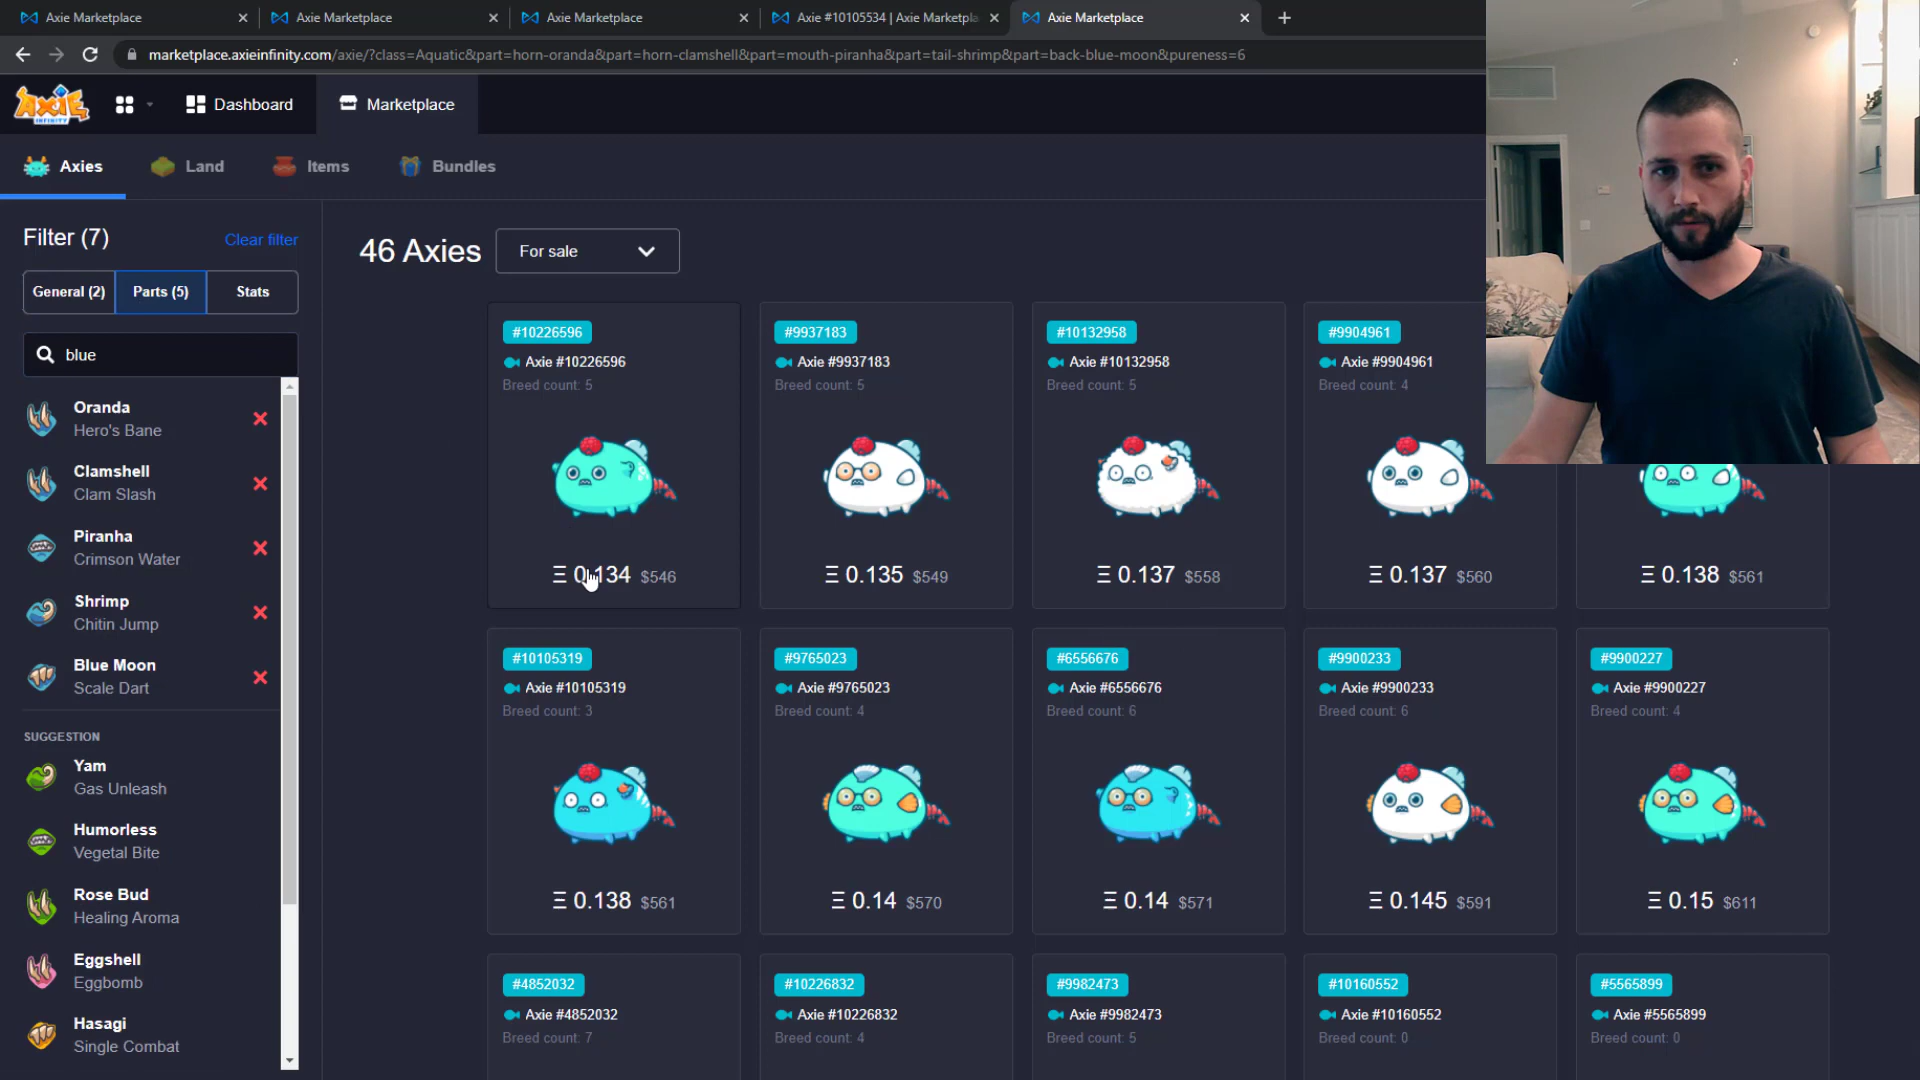 Axie Marketplace
Axie Marketplace
Axie Marketplace
Axie #10105534 | Axie Marketpla
Axie Marketplace
marketplace.axieinfinity.com/axie/?class=Aquatic&part=horn-oranda&part=horn-clamshell&part=mouth-piranha&part=tail-shrimp&part=back-blue-moon&pureness=6
AXIE
INFINITY
Dashboard
Marketplace
Axies
Land
Items
Bundles
Filter (7)
Clear filter
General (2)
Parts (5)
Stats
blue
Oranda
Hero's Bane
Clamshell
Clam Slash
Piranha
Crimson Water
Shrimp
Chitin Jump
Blue Moon
Scale Dart
SUGGESTION
Yam
Gas Unleash
Humorless
Vegetal Bite
Rose Bud
Healing Aroma
Eggshell
Eggbomb
Hasagi
Single Combat
46 Axies
For sale
#10226596
Axie #10226596
Breed count: 5
Ξ 0.134 $546
#9937183
Axie #9937183
Breed count: 5
Ξ 0.135 $549
#10132958
Axie #10132958
Breed count: 5
Ξ 0.137 $558
#9904961
Axie #9904961
Breed count: 4
Ξ 0.137 $560
Ξ 0.138 $561
#10105319
Axie #10105319
Breed count: 3
Ξ 0.138 $561
#9765023
Axie #9765023
Breed count: 4
Ξ 0.14 $570
#6556676
Axie #6556676
Breed count: 6
Ξ 0.14 $571
#9900233
Axie #9900233
Breed count: 6
Ξ 0.145 $591
#9900227
Axie #9900227
Breed count: 4
Ξ 0.15 $611
#4852032
Axie #4852032
Breed count: 7
#10226832
Axie #10226832
Breed count: 4
#9982473
Axie #9982473
Breed count: 5
#10160552
Axie #10160552
Breed count: 0
#5565899
Axie #5565899
Breed count: 0